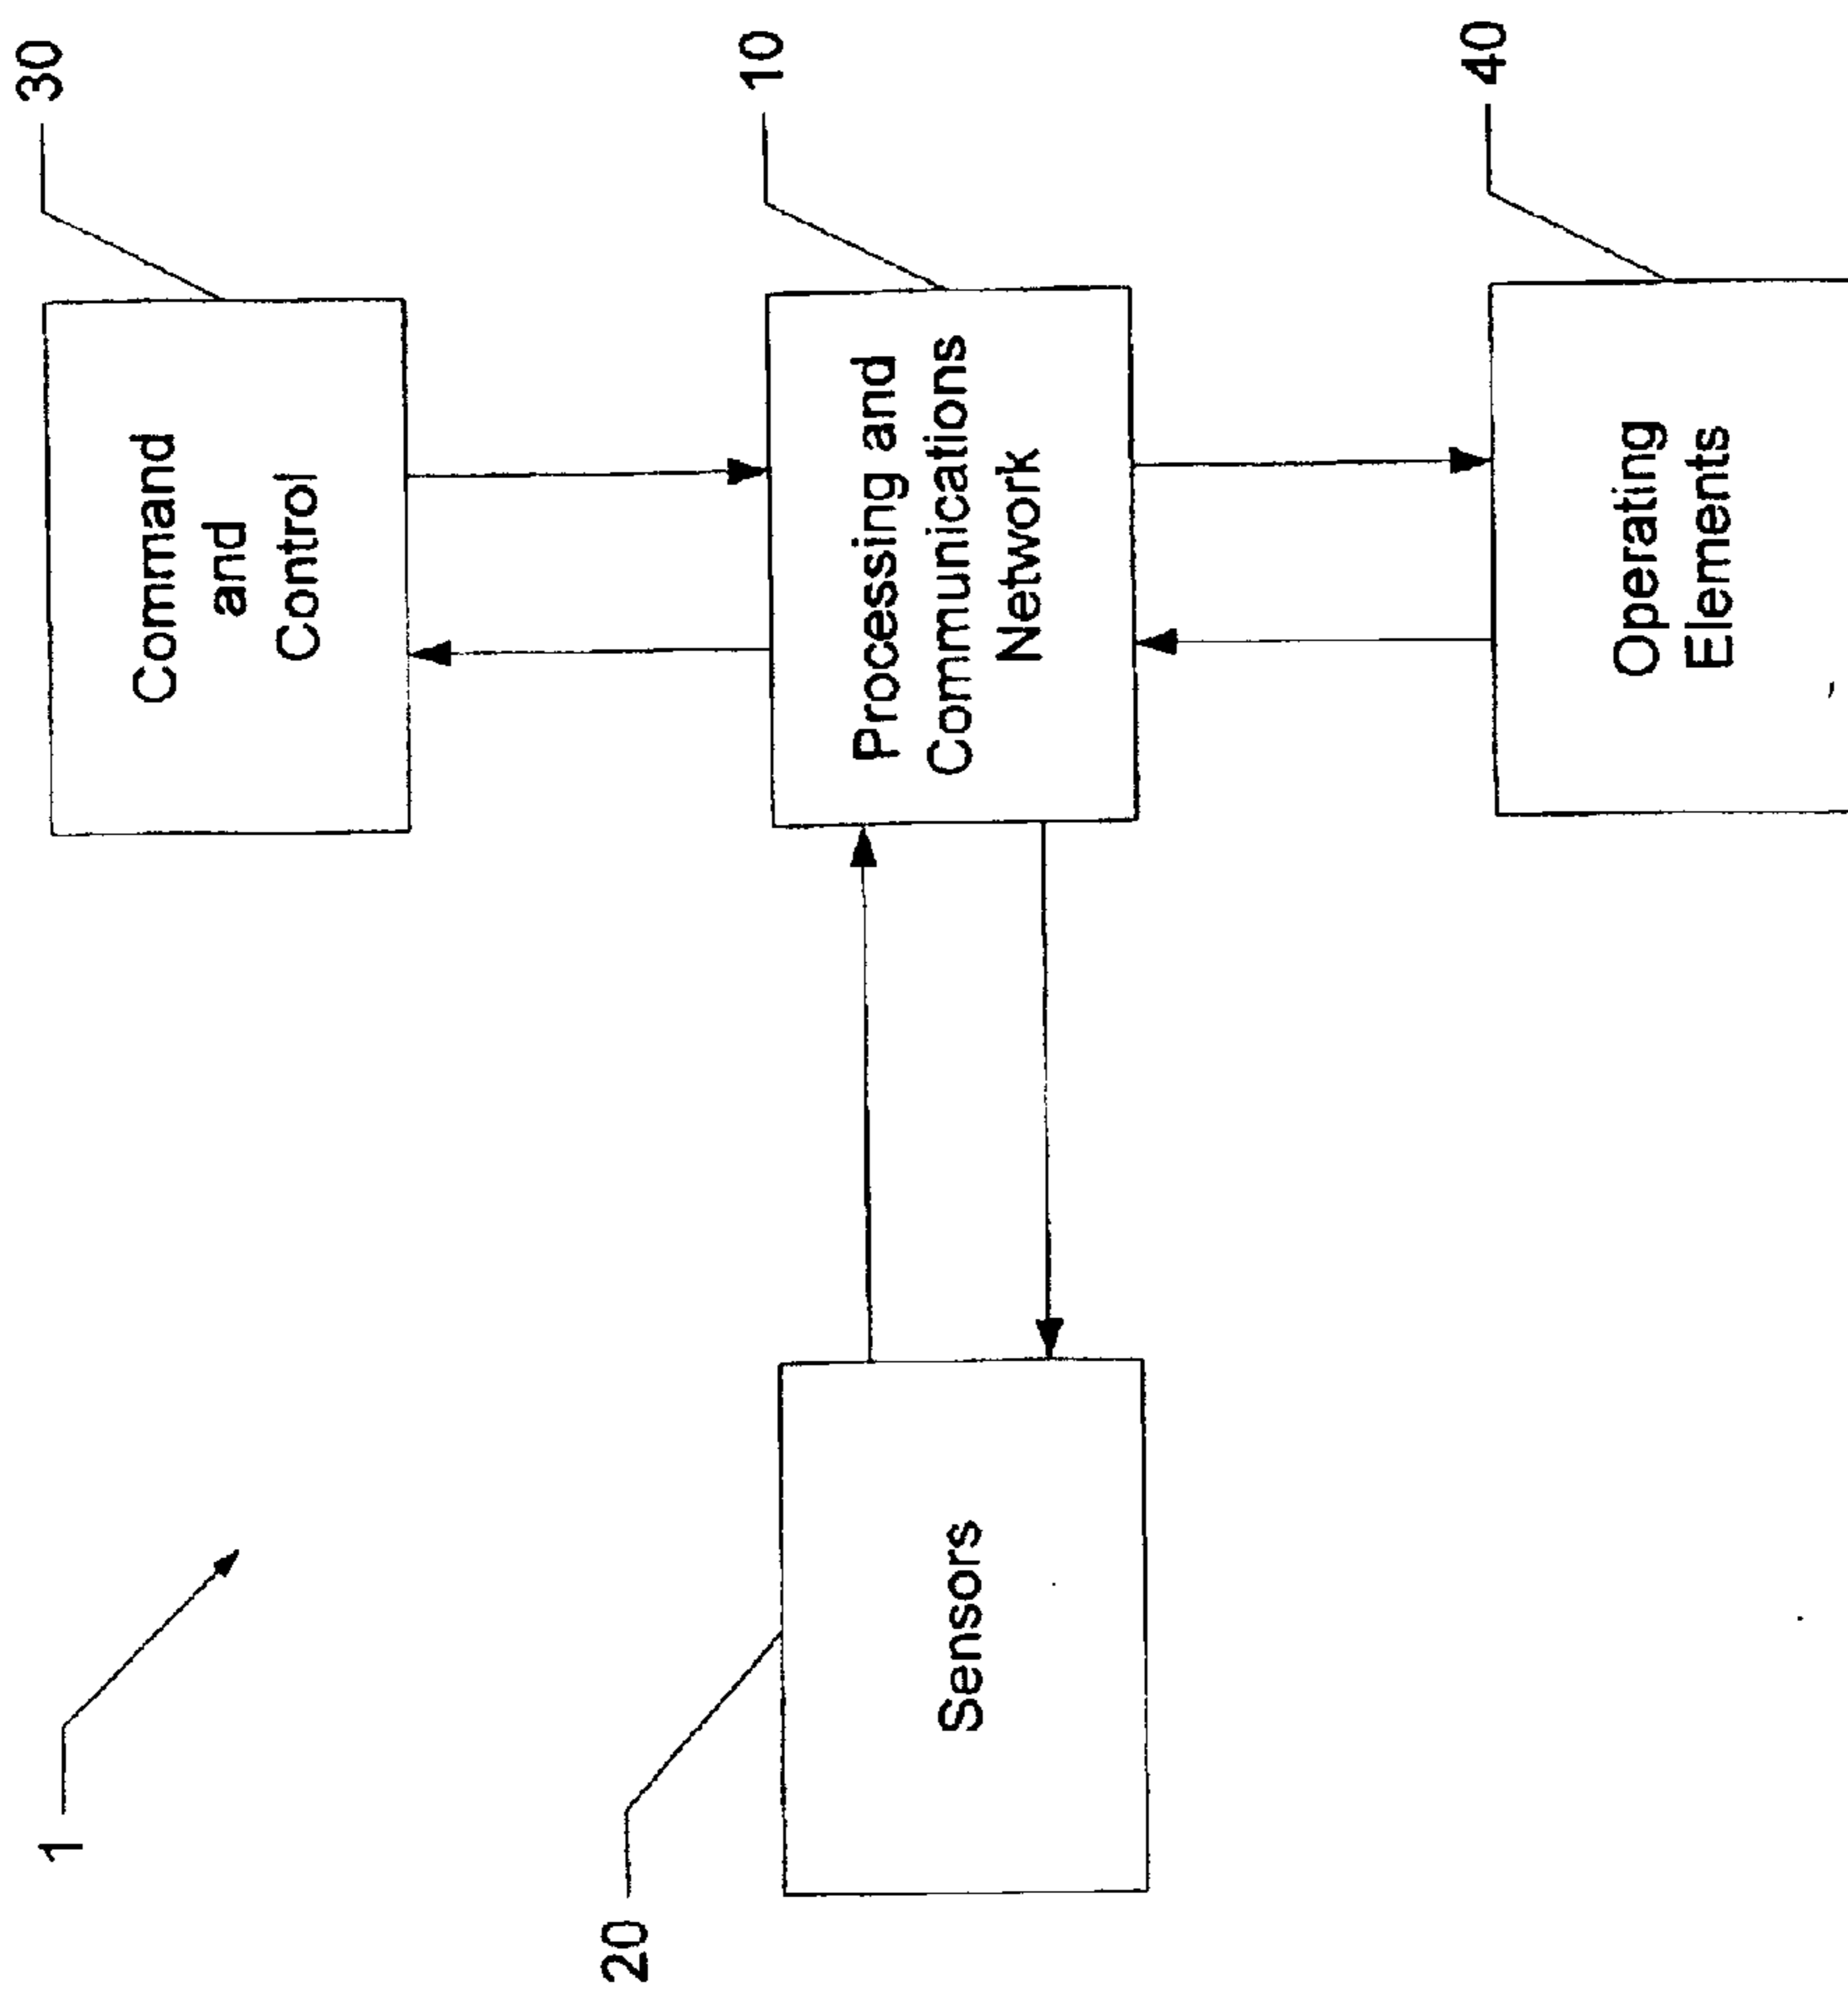 1
20
Sensors
30
Command
and
Control
10
Processing and
Communications
Network
40
Operating
Elements